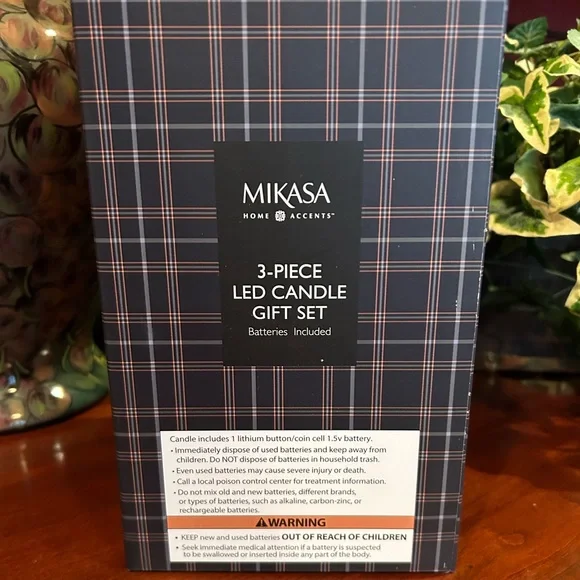 MIKASA
HOME ACCENTS™
3-PIECE
LED CANDLE
GIFT SET
Batteries Included
Candle includes 1 lithium button/coin cell 1.5v battery.
• Immediately dispose of used batteries and keep away from
children. Do NOT dispose of batteries in household trash.
• Even used batteries may cause severe injury or death.
• Call a local poison control center for treatment information.
• Do not mix old and new batteries, different brands,
or types of batteries, such as alkaline, carbon-zinc, or
rechargeable batteries.
⚠WARNING
• KEEP new and used batteries OUT OF REACH OF CHILDREN
• Seek immediate medical attention if a battery is suspected
to be swallowed or inserted inside any part of the body.